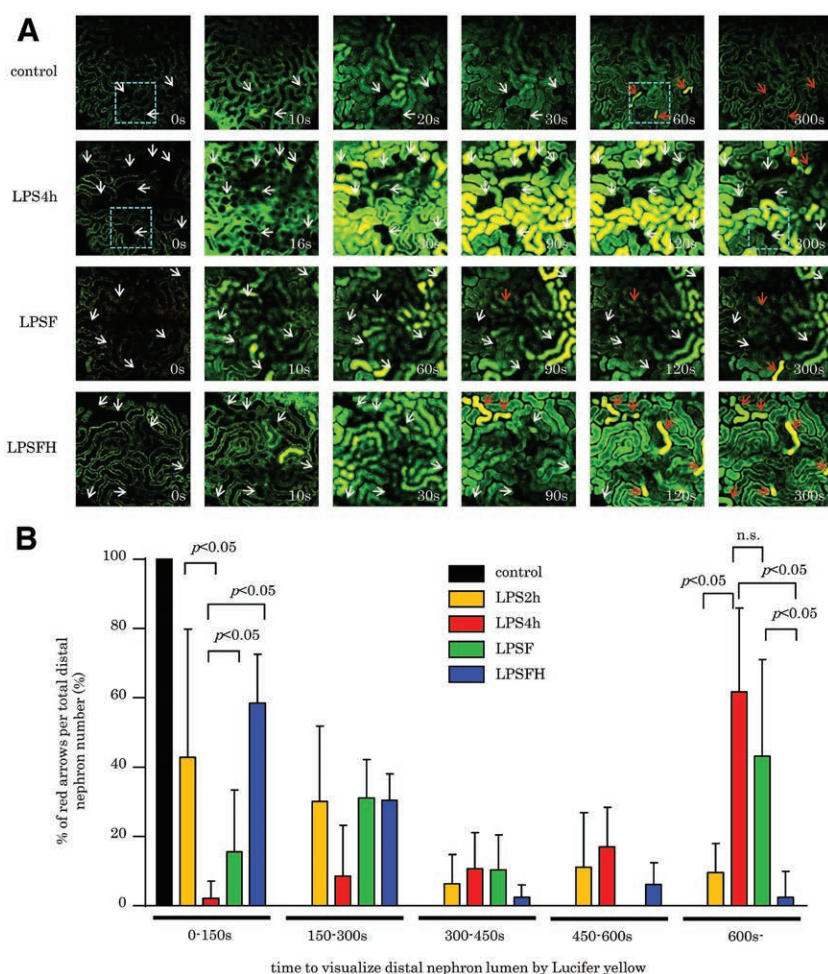 A
control
0s
10s
20s
30s
60s
300s
LPS4h
0s
16s
30s
90s
120s
300s
LPSF
0s
10s
60s
90s
120s
300s
LPSFH
0s
10s
30s
90s
120s
300s
B
% of red arrows per total distal
nephron number (%)
100
80
60
40
20
0
p<0.05
p<0.05
p<0.05
control
LPS2h
LPS4h
LPSF
LPSFH
n.s.
p<0.05
p<0.05
p<0.05
0-150s
150-300s
300-450s
450-600s
600s-
time to visualize distal nephron lumen by Lucifer yellow